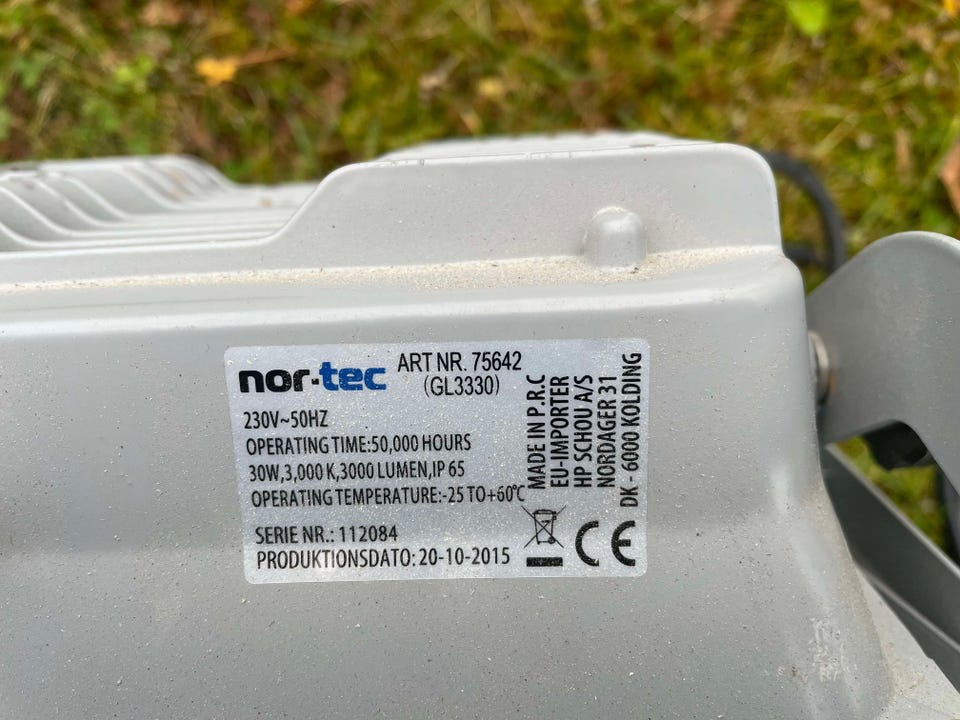 nor-tec
ART NR. 75642
(GL3330)
230V~50HZ
OPERATING TIME:50,000 HOURS
30W,3,000 K,3000 LUMEN,IP 65
OPERATING TEMPERATURE:-25 TO+60℃
SERIE NR.: 112084
PRODUKTIONSDATO: 20-10-2015
MADE IN P.R.C
EU-IMPORTER
HP SCHOU A/S
NORDAGER 31
DK - 6000 KOLDING
CE